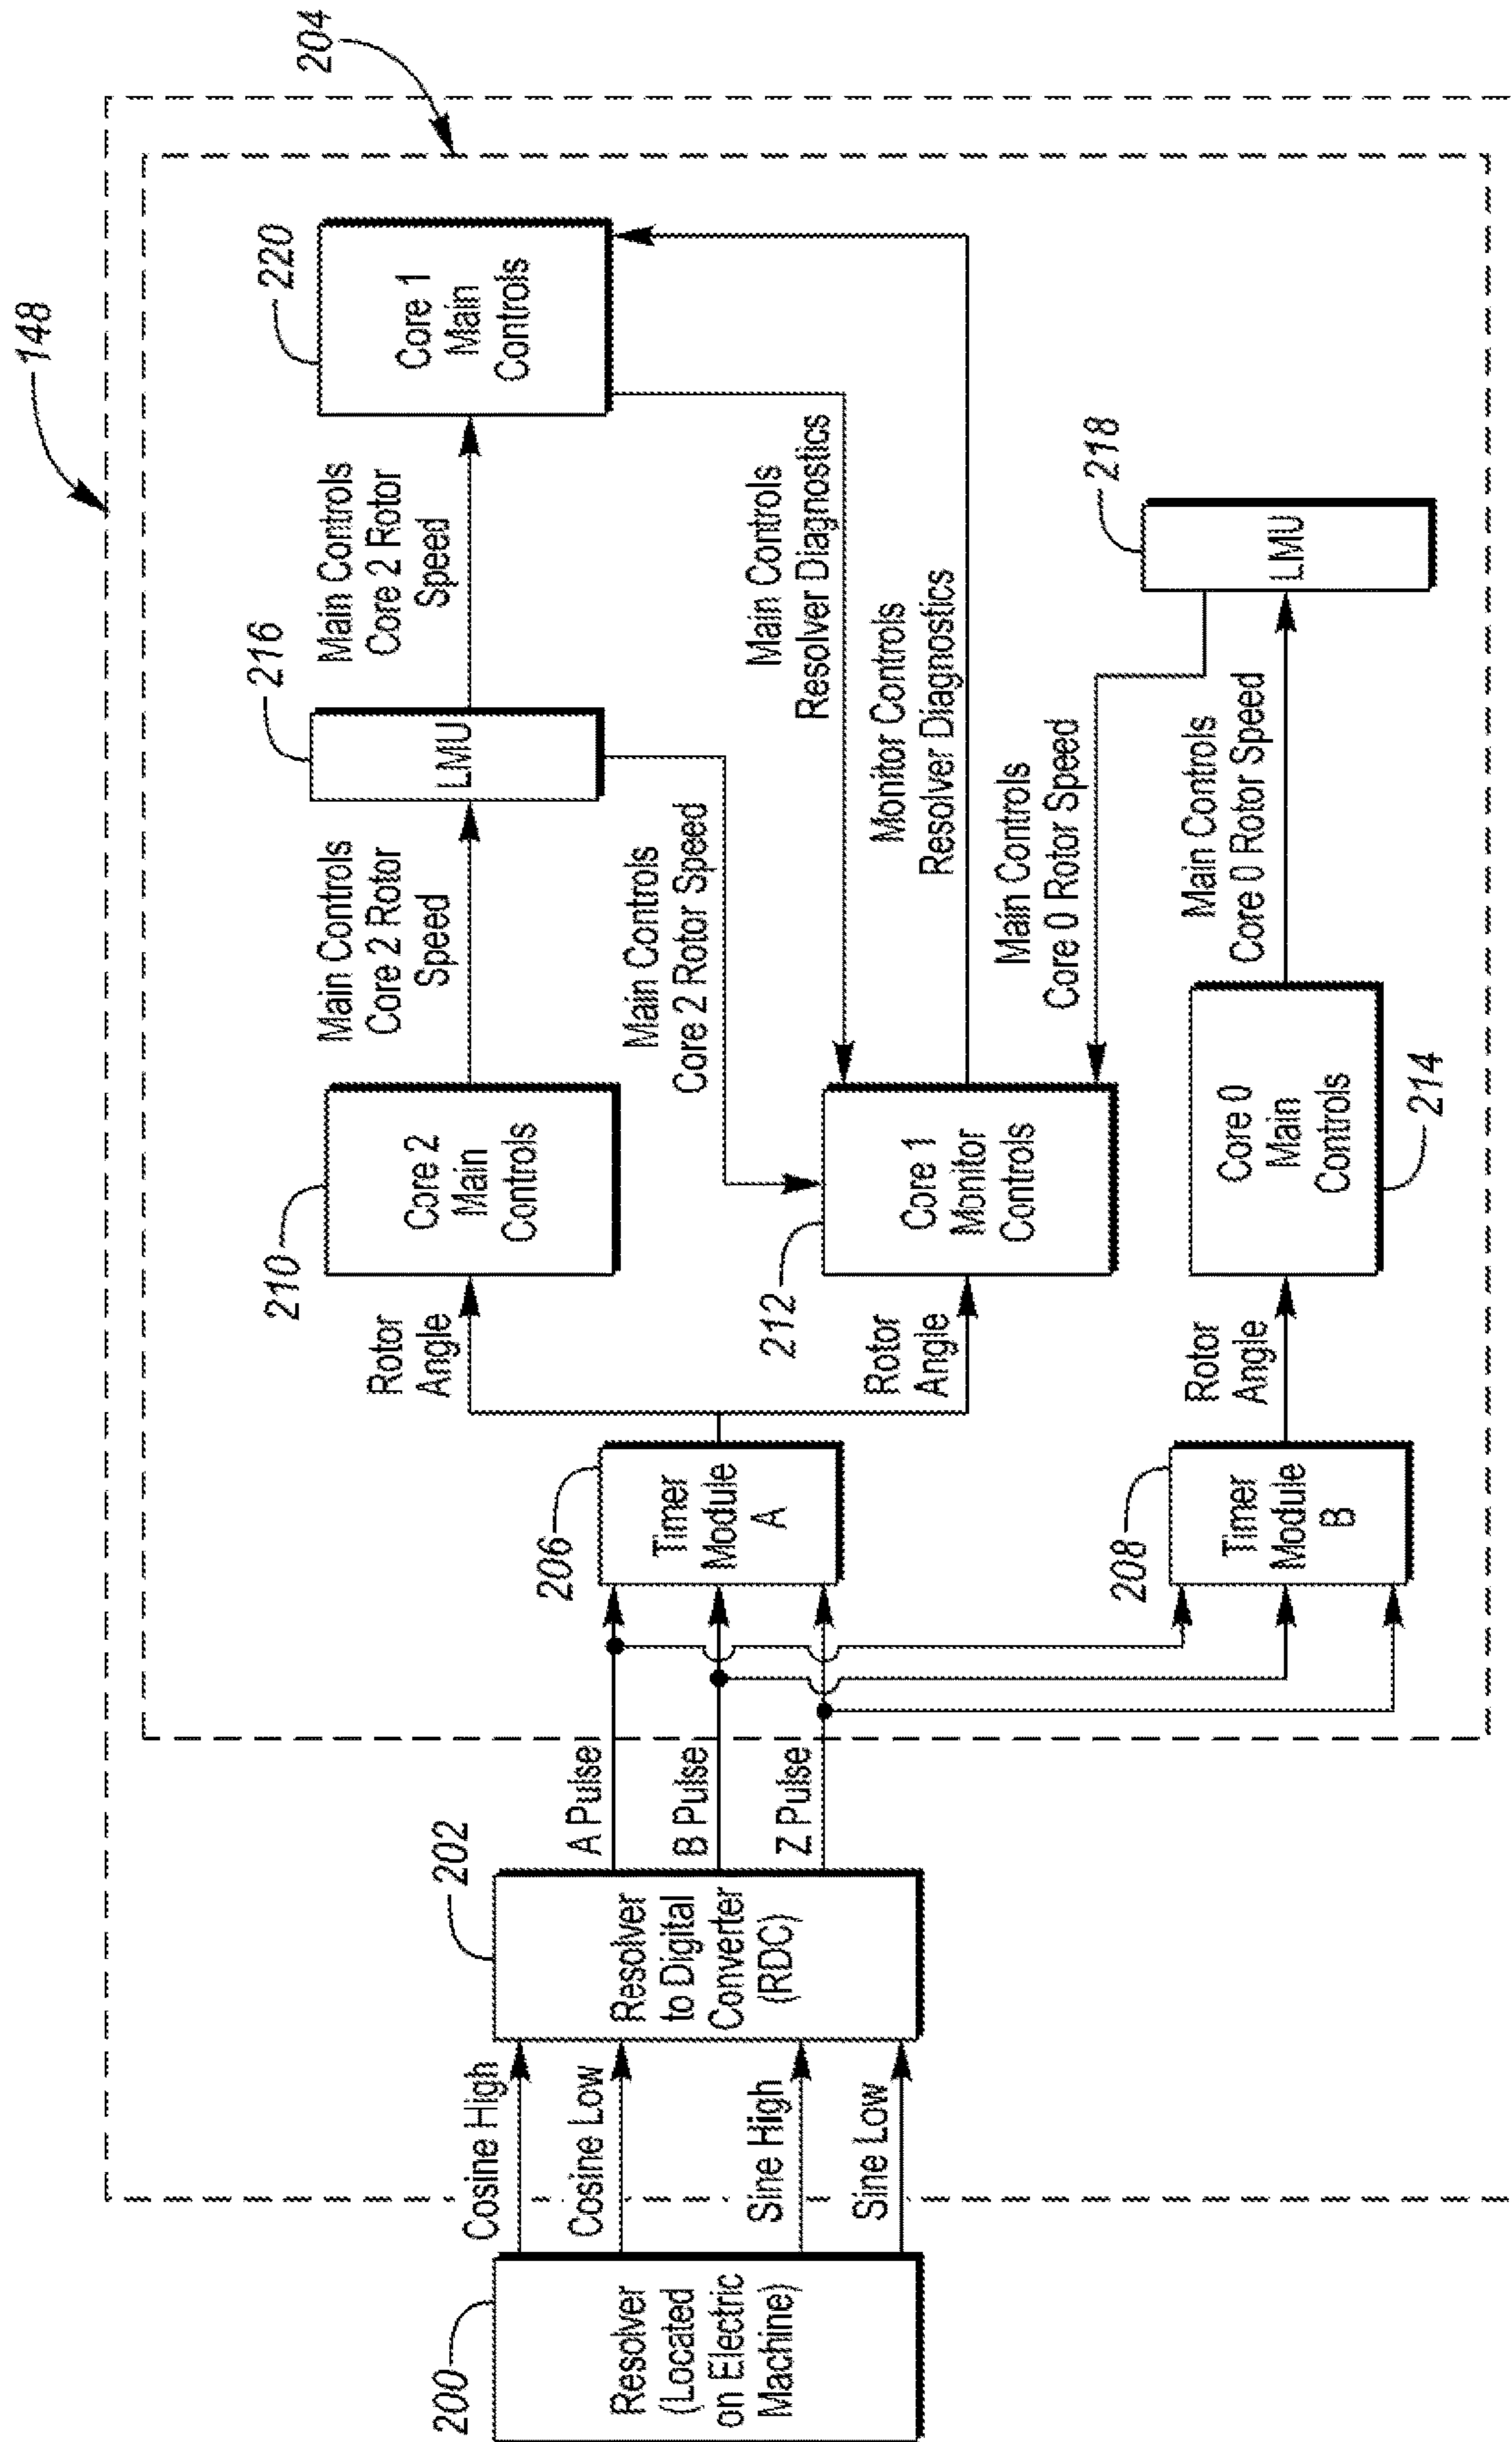 148
204
200
Resolver
(Located
on Electric
Machine)
Cosine High
Cosine Low
Sine High
Sine Low
202
Resolver
to Digital
Converter
(RDC)
A Pulse
B Pulse
Z Pulse
206
Timer
Module
A
208
Timer
Module
B
Rotor
Angle
Rotor
Angle
Rotor
Angle
210
Core 2
Main
Controls
212
Core 1
Monitor
Controls
Core 0
Main
Controls
214
Main Controls
Core 2 Rotor
Speed
Main Controls
Core 2 Rotor Speed
216
LMU
Main Controls
Core 2 Rotor
Speed
Main Controls
Resolver Diagnostics
Monitor Controls
Resolver Diagnostics
Main Controls
Core 0 Rotor Speed
Main Controls
Core 0 Rotor Speed
218
LMU
220
Core 1
Main
Controls